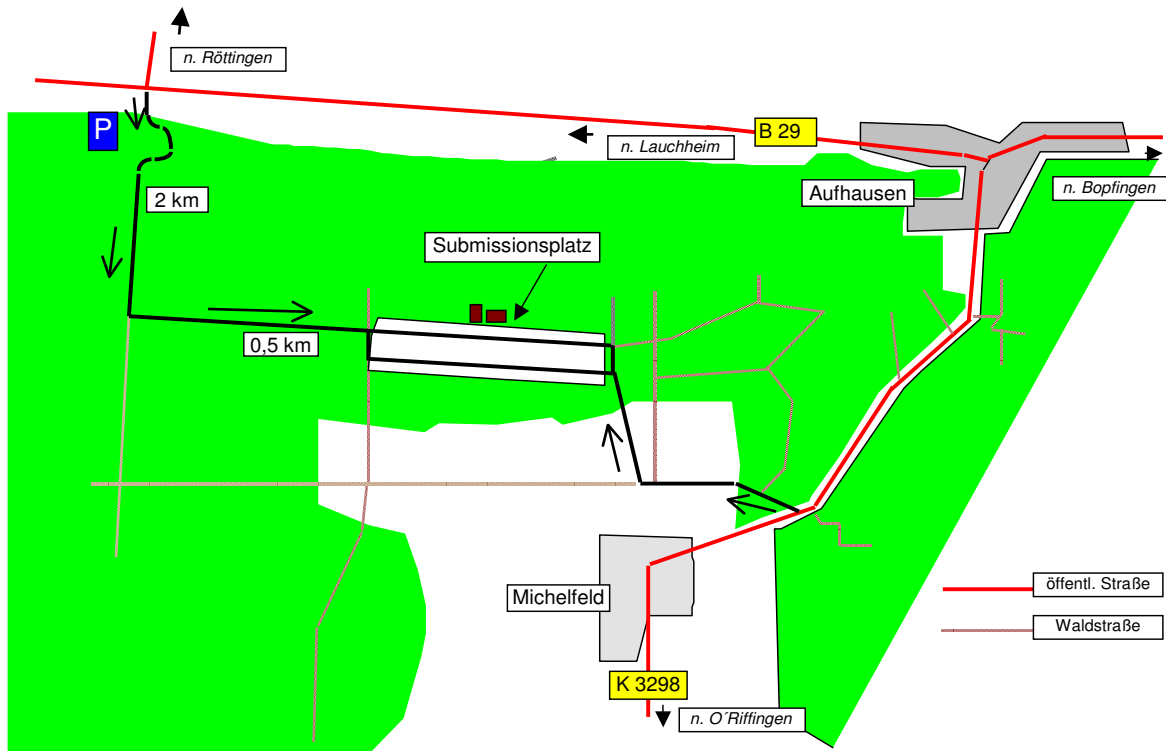 n. Röttingen
P
B 29
n. Lauchheim
n. Bopfingen
Aufhausen
2 km
Submissionsplatz
0,5 km
öffentl. Straße
Michelfeld
Waldstraße
K 3298
n. O´Riffingen